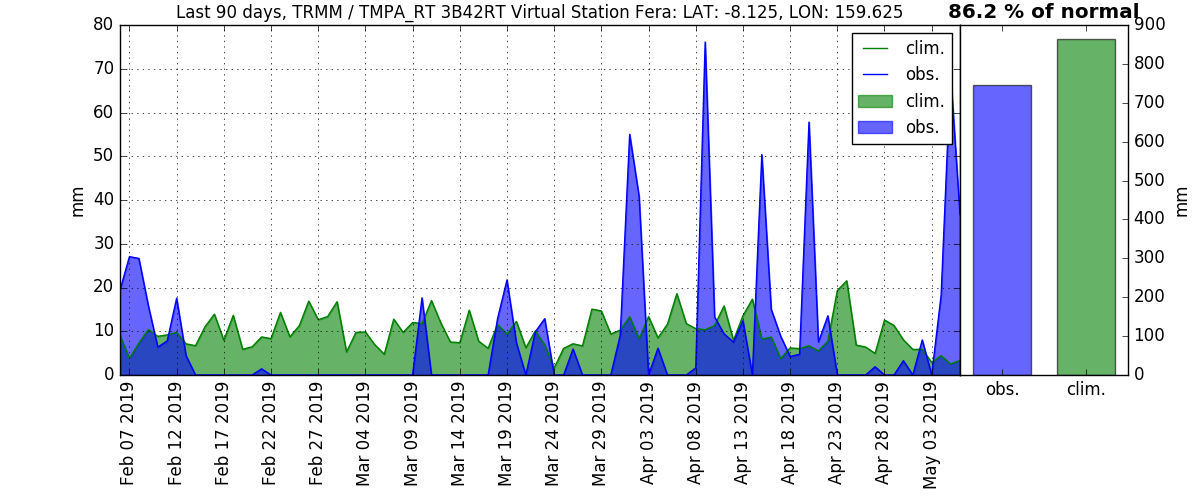 Last 90 days, TRMM / TMPA_RT 3B42RT Virtual Station Fera: LAT: -8.125, LON: 159.625
86.2 % of normal
80
70
60
50
40
30
20
10
0
mm
clim.
obs.
clim.
obs.
900
800
700
600
500
400
300
200
100
0
mm
Feb 07 2019
Feb 12 2019
Feb 17 2019
Feb 22 2019
Feb 27 2019
Mar 04 2019
Mar 09 2019
Mar 14 2019
Mar 19 2019
Mar 24 2019
Mar 29 2019
Apr 03 2019
Apr 08 2019
Apr 13 2019
Apr 18 2019
Apr 23 2019
Apr 28 2019
May 03 2019
obs.
clim.